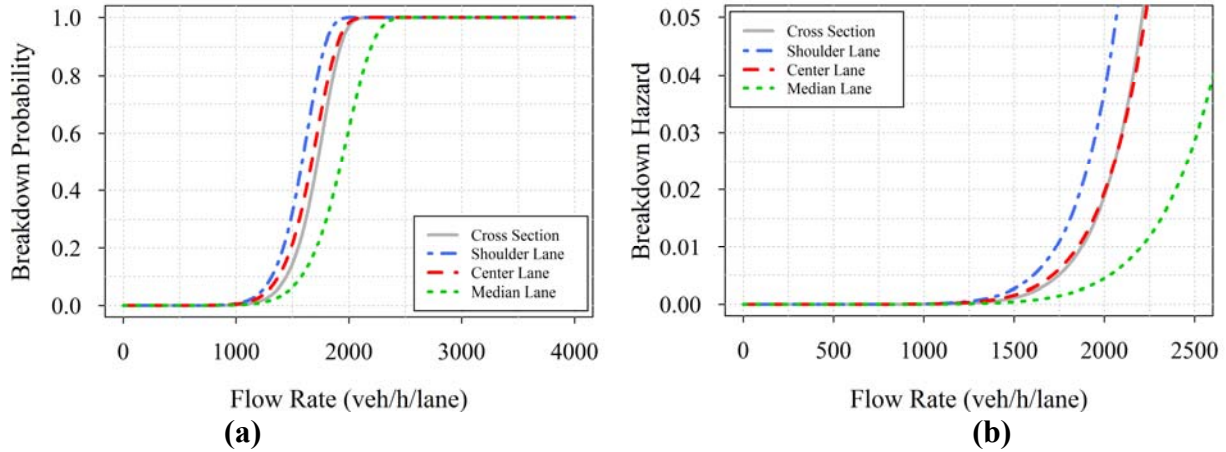 Breakdown Probability
1.0
0.8
0.6
0.4
0.2
0.0
Cross Section
Shoulder Lane
Center Lane
Median Lane
0 1000 2000 3000 4000
Flow Rate (veh/h/lane)
(a)
Breakdown Hazard
0.05
0.04
0.03
0.02
0.01
0.00
Cross Section
Shoulder Lane
Center Lane
Median Lane
0 500 1000 1500 2000 2500
Flow Rate (veh/h/lane)
(b)